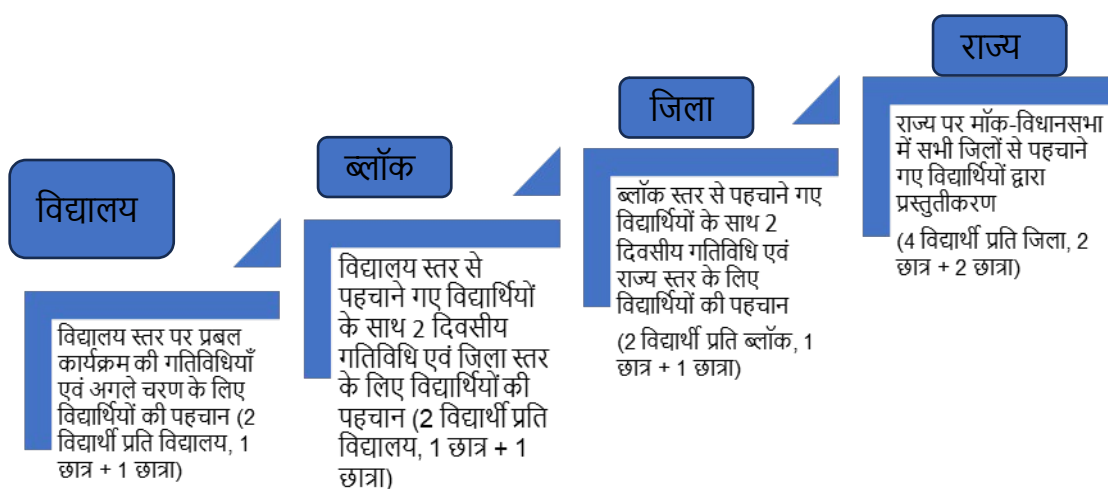 विद्यालय
विद्यालय स्तर पर प्रबल
कार्यक्रम की गतिविधियाँ
एवं अगले चरण के लिए
विद्यार्थियों की पहचान (2
विद्यार्थी प्रति विद्यालय, 1
छात्र + 1 छात्रा)
ब्लॉक
विद्यालय स्तर से
पहचाने गए विद्यार्थियों
के साथ 2 दिवसीय
गतिविधि एवं जिला स्तर
के लिए विद्यार्थियों की
पहचान (2 विद्यार्थी प्रति
विद्यालय, 1 छात्र + 1
छात्रा)
जिला
ब्लॉक स्तर से पहचाने गए
विद्यार्थियों के साथ 2
दिवसीय गतिविधि एवं
राज्य स्तर के लिए
विद्यार्थियों की पहचान
(2 विद्यार्थी प्रति ब्लॉक, 1
छात्र + 1 छात्रा)
राज्य
राज्य पर मॉक-विधानसभा
में सभी जिलों से पहचाने
गए विद्यार्थियों द्वारा
प्रस्तुतीकरण
(4 विद्यार्थी प्रति जिला, 2
छात्र + 2 छात्रा)